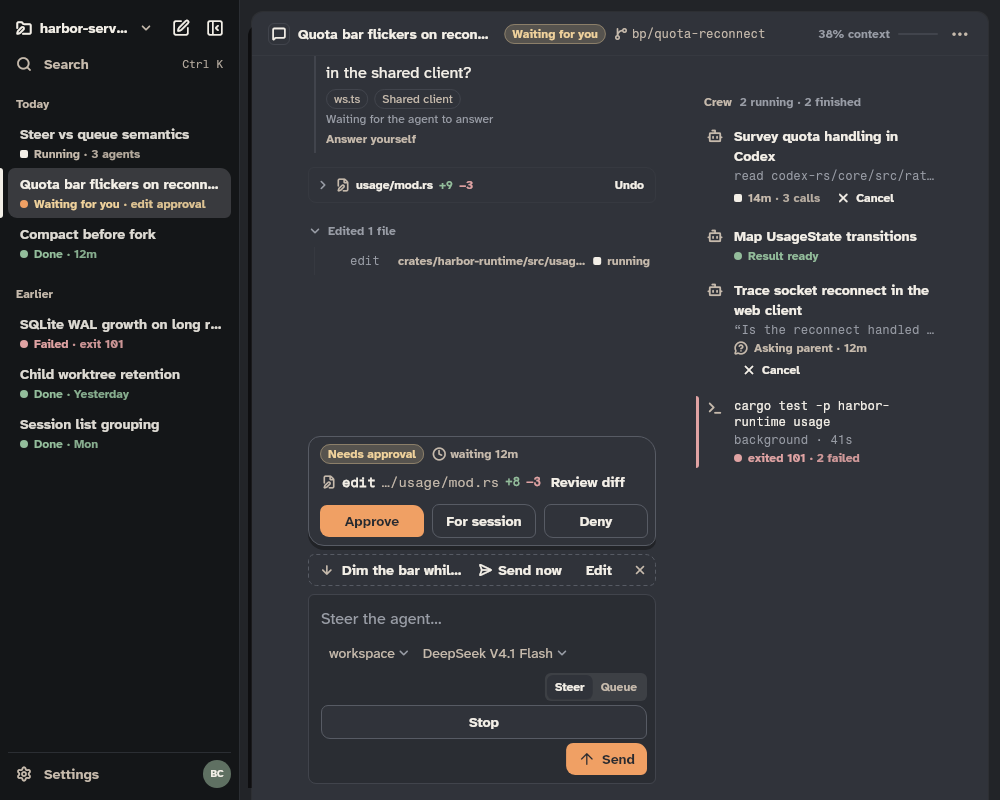 harbor-serv...
Search
Ctrl K
Today
Steer vs queue semantics
Running · 3 agents
Quota bar flickers on reconn...
Waiting for you · edit approval
Compact before fork
Done · 12m
Earlier
SQLite WAL growth on long r...
Failed · exit 101
Child worktree retention
Done · Yesterday
Session list grouping
Done · Mon
Settings
BC
Quota bar flickers on recon...
Waiting for you
bp/quota-reconnect
38% context
in the shared client?
ws.ts
Shared client
Waiting for the agent to answer
Answer yourself
usage/mod.rs +9 −3
Undo
Edited 1 file
edit crates/harbor-runtime/src/usag... running
Needs approval
waiting 12m
edit …/usage/mod.rs +8 −3 Review diff
Approve
For session
Deny
Dim the bar whil...
Send now
Edit
Steer the agent...
workspace
DeepSeek V4.1 Flash
Steer
Queue
Stop
Send
Crew 2 running · 2 finished
Survey quota handling in
Codex
read codex-rs/core/src/rat…
14m · 3 calls
Cancel
Map UsageState transitions
Result ready
Trace socket reconnect in the
web client
“Is the reconnect handled …
Asking parent · 12m
Cancel
cargo test -p harbor-
runtime usage
background · 41s
exited 101 · 2 failed